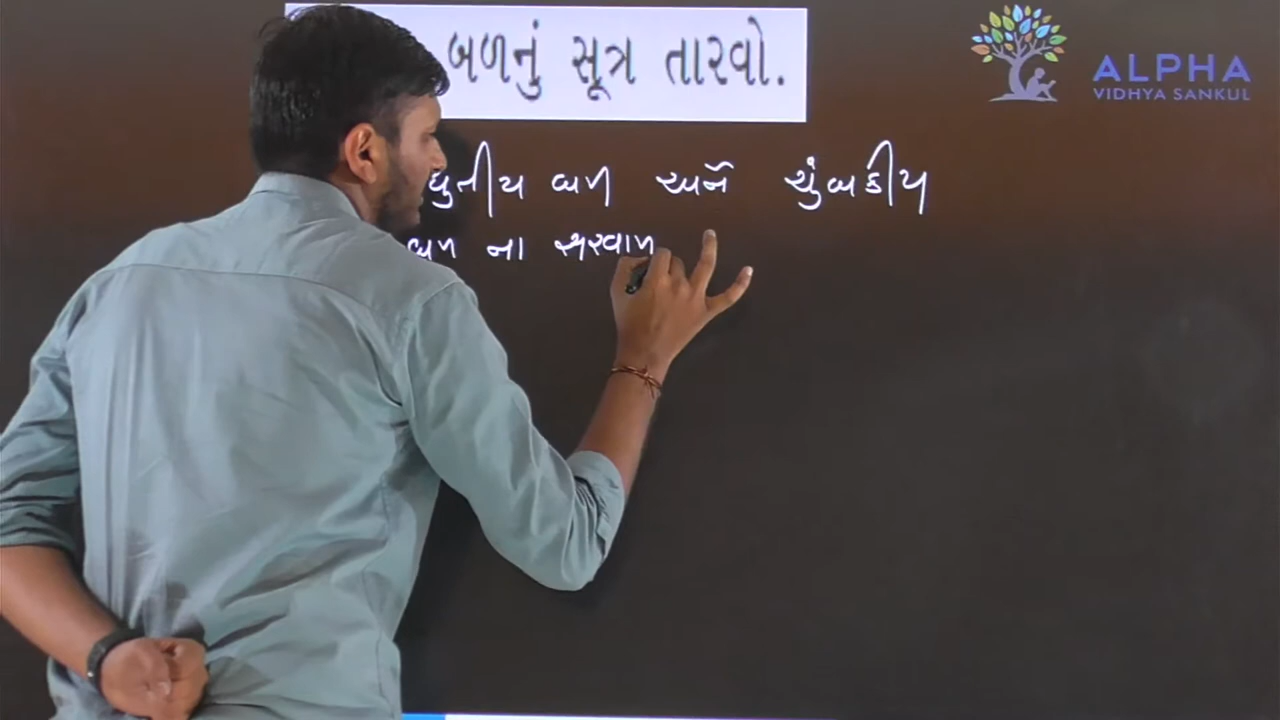 બળનું સૂત્ર તારવો.
ALPHA
VIDHYA SANKUL
બળ અને ચુંબકીય
બળ ના સરવાળ